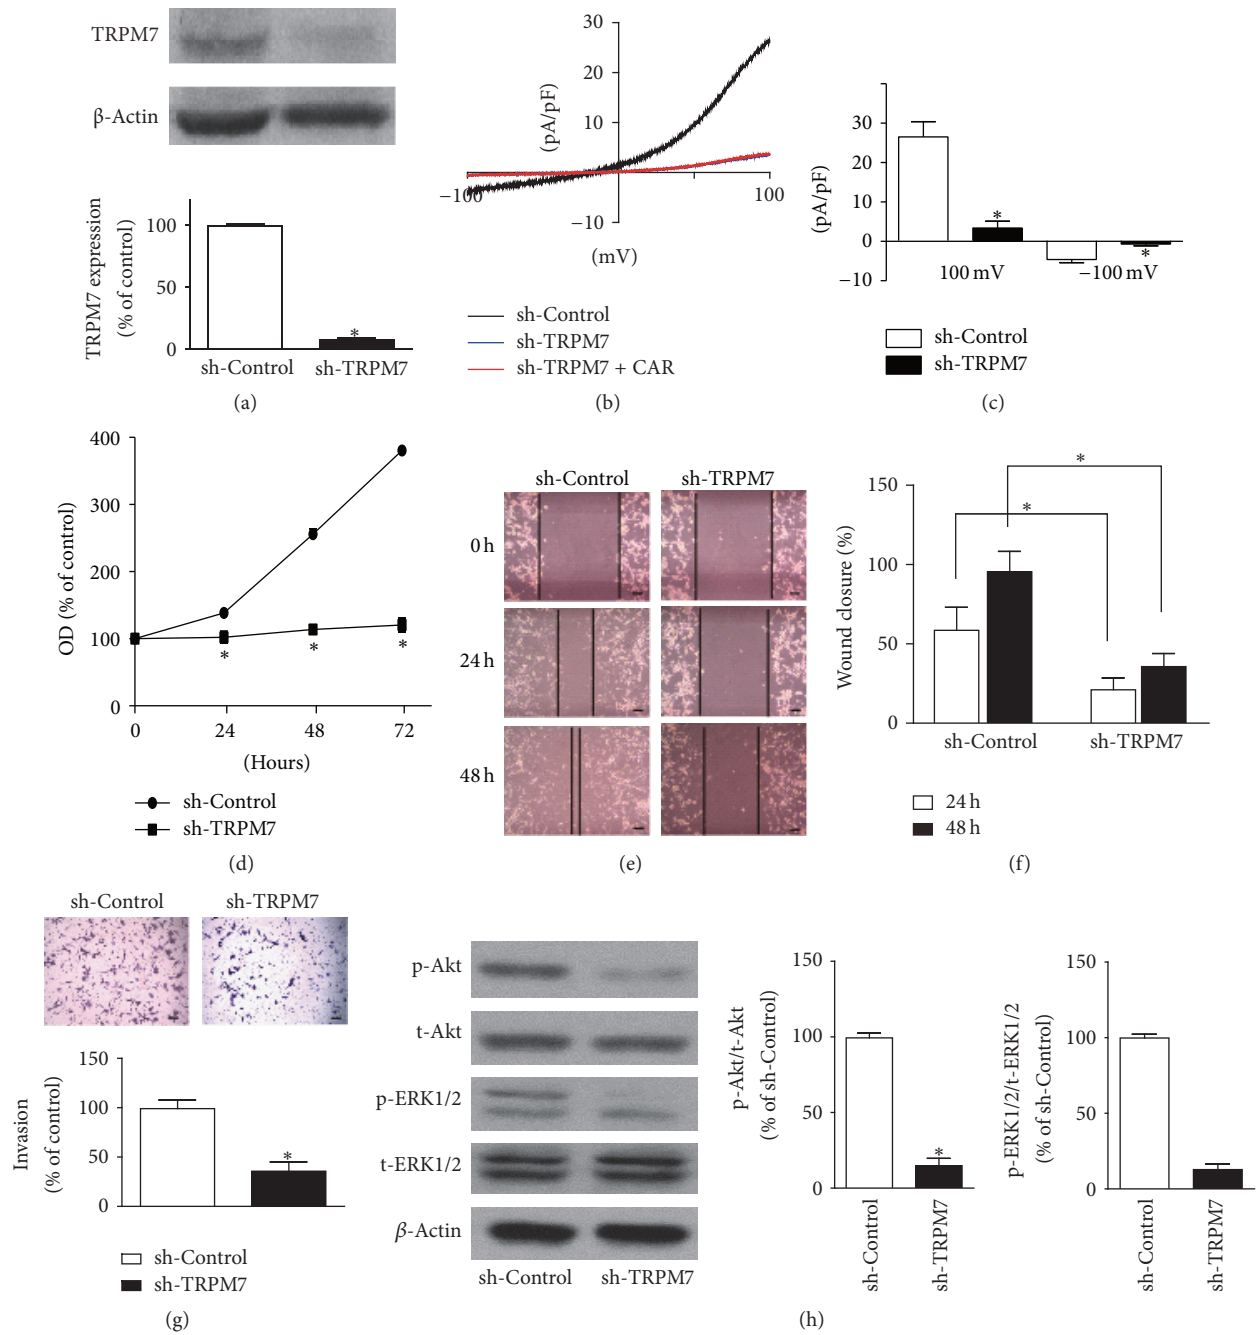 TRPM7
β-Actin
TRPM7 expression
(% of control)
100
50
0
*
sh-Control
sh-TRPM7
(a)
30
20
10
−10
(pA/pF)
−100
100
(mV)
sh-Control
sh-TRPM7
sh-TRPM7 + CAR
(b)
(pA/pF)
30
20
10
0
−10
*
*
100 mV
−100 mV
sh-Control
sh-TRPM7
(c)
OD (% of control)
400
300
200
100
0
*
*
*
0
24
48
72
(Hours)
sh-Control
sh-TRPM7
(d)
sh-Control
sh-TRPM7
0 h
24 h
48 h
(e)
Wound closure (%)
150
100
50
0
*
*
sh-Control
sh-TRPM7
24 h
48 h
(f)
sh-Control
sh-TRPM7
Invasion
(% of control)
150
100
50
0
*
sh-Control
sh-TRPM7
(g)
p-Akt
t-Akt
p-ERK1/2
t-ERK1/2
β-Actin
sh-Control
sh-TRPM7
p-Akt/t-Akt
(% of sh-Control)
150
100
50
0
*
sh-Control
sh-TRPM7
p-ERK1/2/t-ERK1/2
(% of sh-Control)
150
100
50
0
sh-Control
sh-TRPM7
(h)